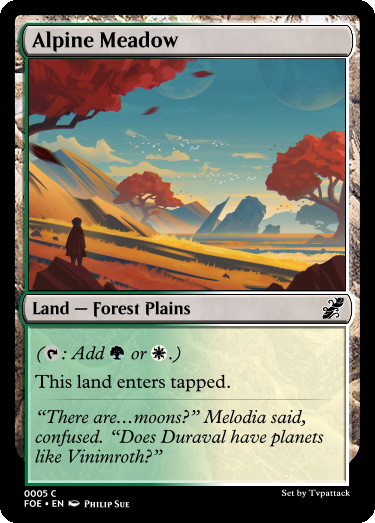 Alpine Meadow
Land — Forest Plains
(: Add or .)
This land enters tapped.
“There are…moons?” Melodia said,
confused. “Does Duraval have planets
like Vinimroth?”
0005 C
FOE • EN Philip Sue
Set by Tvpattack